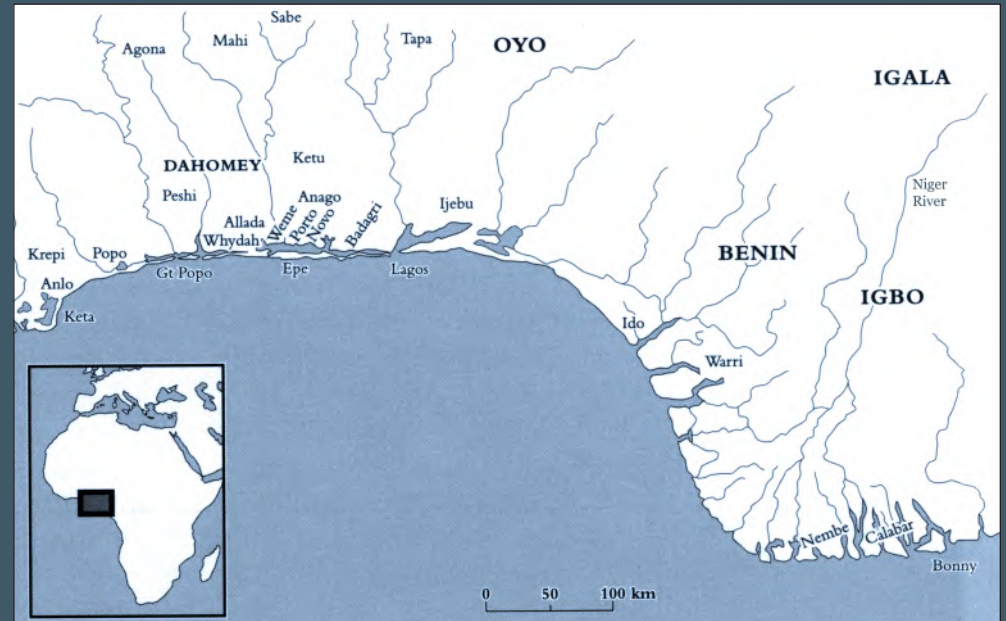 Sabe
Agona
Mahi
Tapa
OYO
IGALA
DAHOMEY
Ketu
Peshi
Anago
Niger
River
Allada
Whydah
Weme
Porto
Novo
Badagri
Ijebu
Krepi
Popo
BENIN
Gt Popo
Epe
Lagos
Anlo
Keta
IGBO
Ido
Warri
Nembe
Calabar
Bonny
0 50 100 km